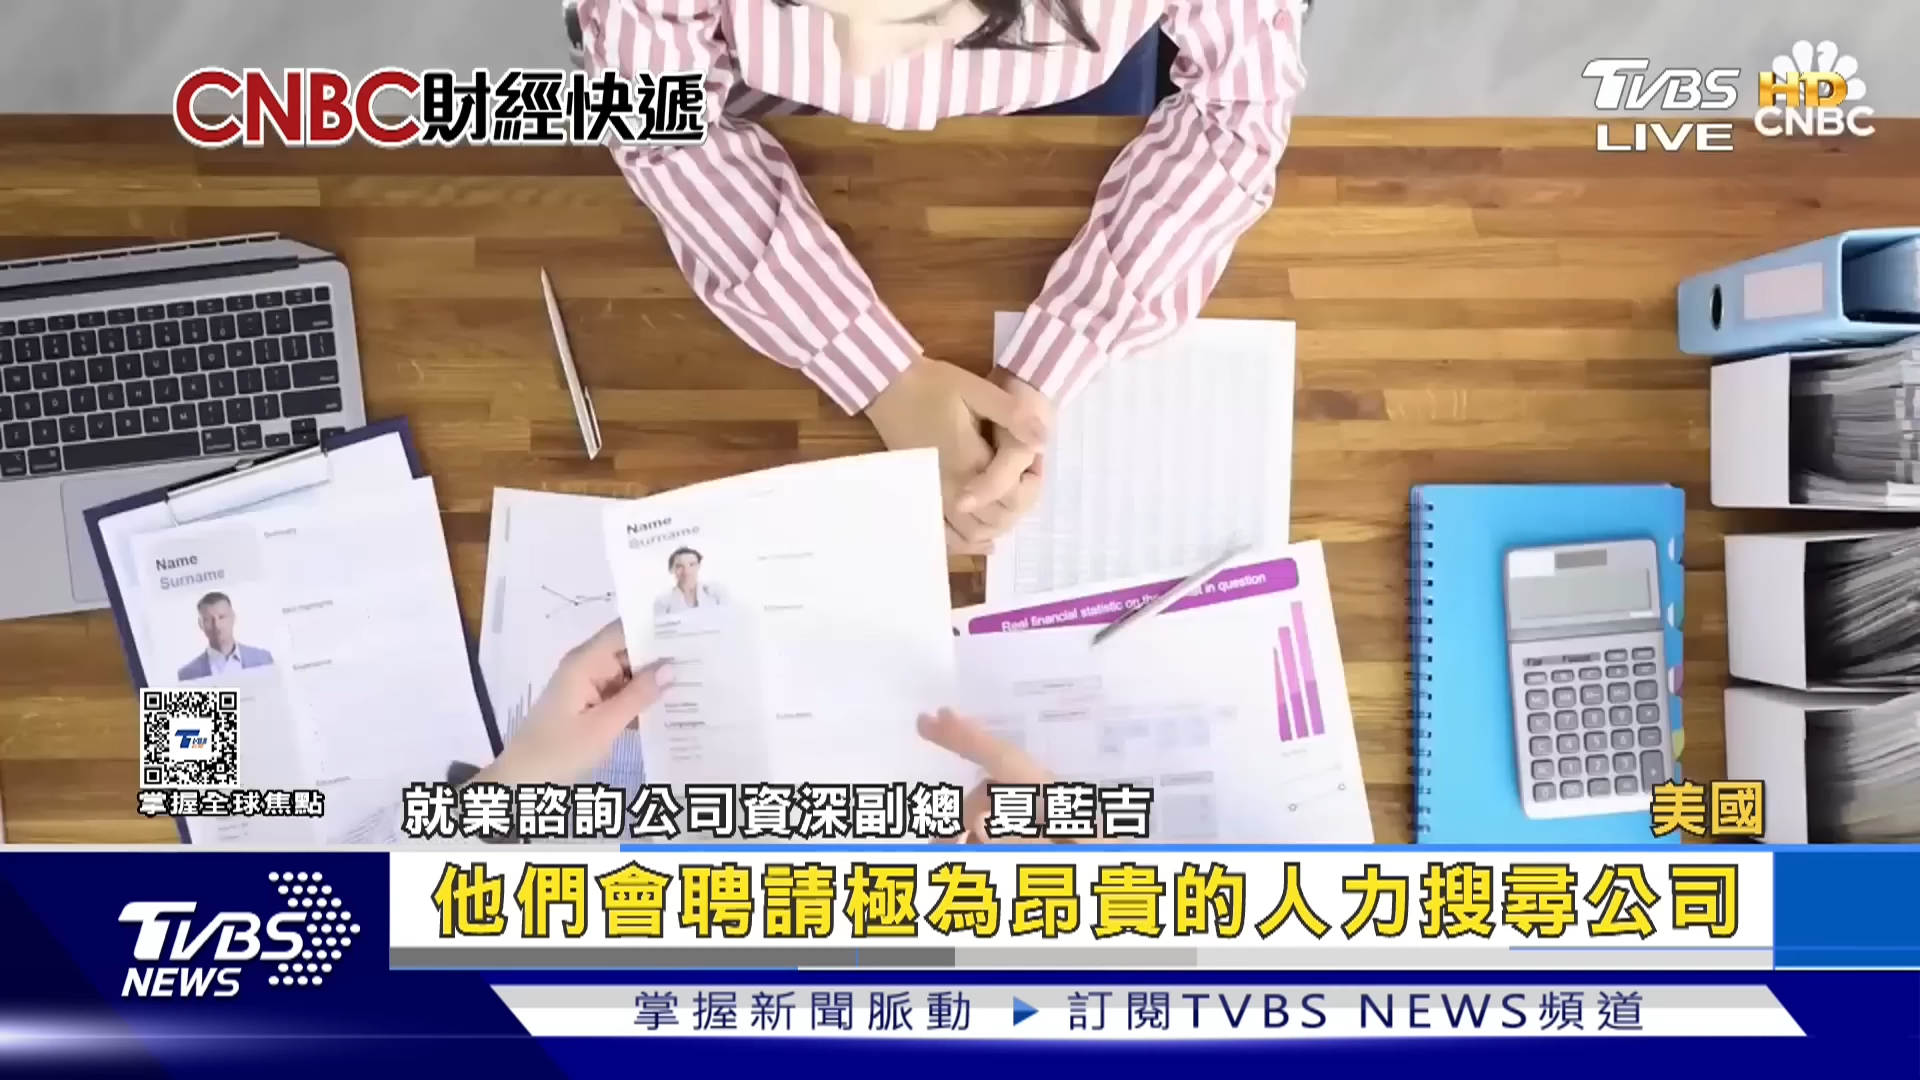 CNBC財經快遞
TVBS HD CNBC
LIVE
Name
Surname
Name
Surname
Real financial statistic on th
t in question
掌握全球焦點
就業諮詢公司資深副總 夏藍吉
美國
他們會聘請極為昂貴的人力搜尋公司
TVBS
NEWS
掌握新聞脈動 ▶ 訂閱TVBS NEWS頻道